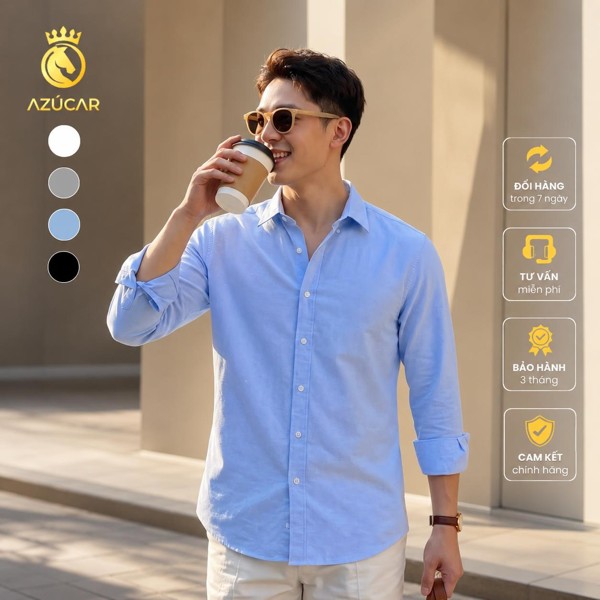 AZÚCAR
ĐỔI HÀNG
trong 7 ngày
TƯ VẤN
miễn phí
BẢO HÀNH
3 tháng
CAM KẾT
chính hãng